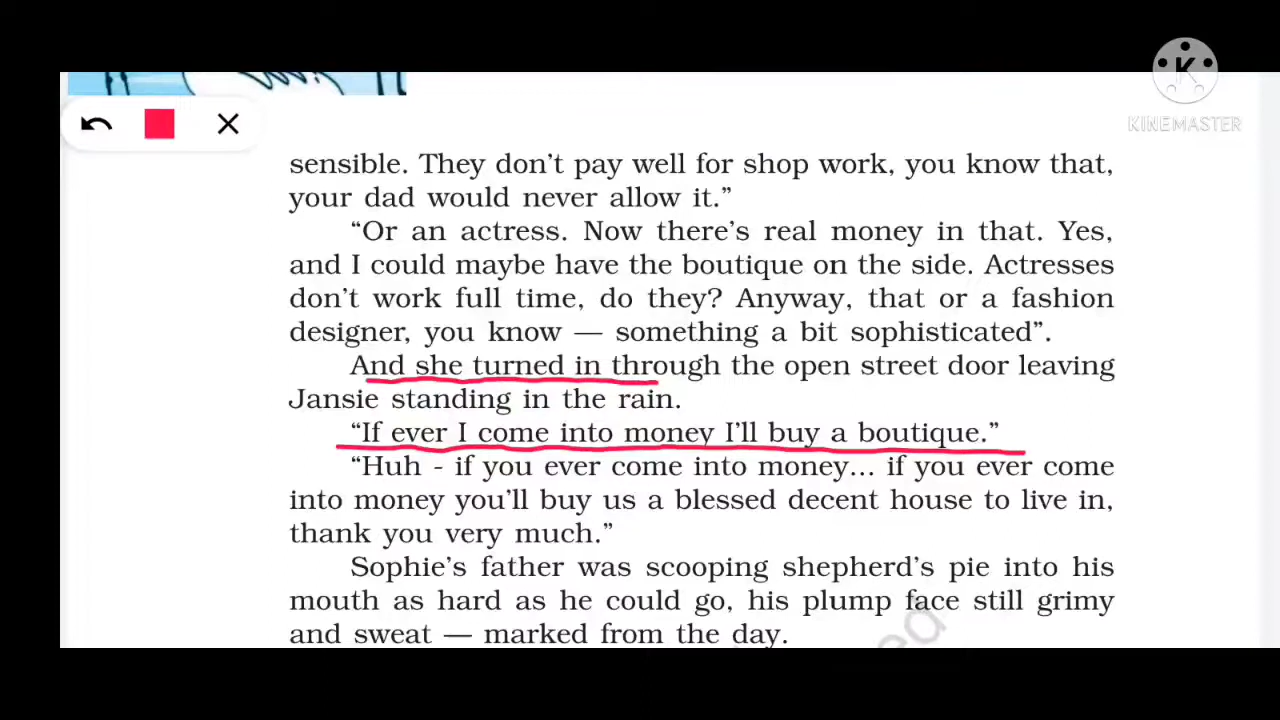 K
KINEMASTER
sensible. They don’t pay well for shop work, you know that,
your dad would never allow it.”
“Or an actress. Now there’s real money in that. Yes,
and I could maybe have the boutique on the side. Actresses
don’t work full time, do they? Anyway, that or a fashion
designer, you know — something a bit sophisticated”.
And she turned in through the open street door leaving
Jansie standing in the rain.
“If ever I come into money I’ll buy a boutique.”
“Huh - if you ever come into money... if you ever come
into money you’ll buy us a blessed decent house to live in,
thank you very much.”
Sophie’s father was scooping shepherd’s pie into his
mouth as hard as he could go, his plump face still grimy
and sweat — marked from the day.